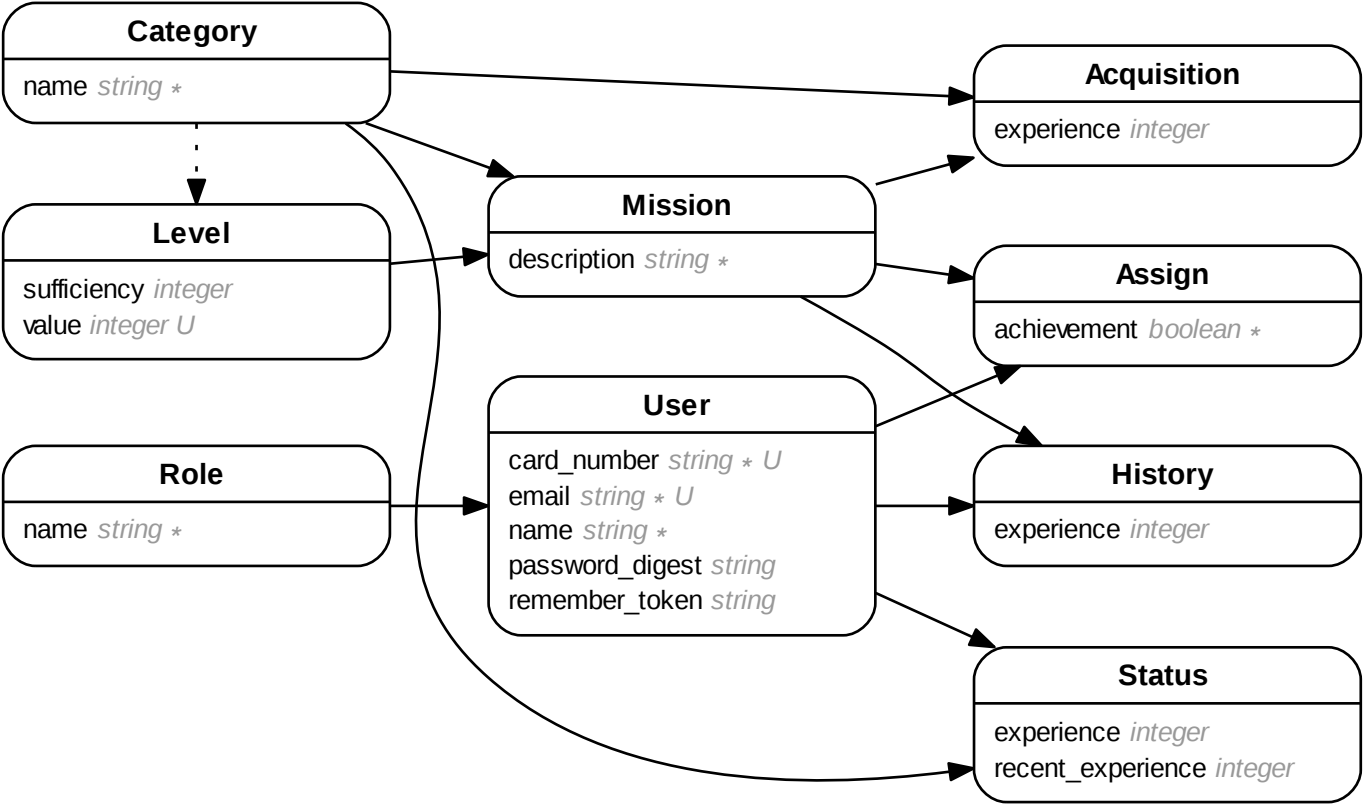 Category
name string *
Level
sufficiency integer
value integer U
Role
name string *
Mission
description string *
User
card_number string * U
email string * U
name string *
password_digest string
remember_token string
Acquisition
experience integer
Assign
achievement boolean *
History
experience integer
Status
experience integer
recent_experience integer